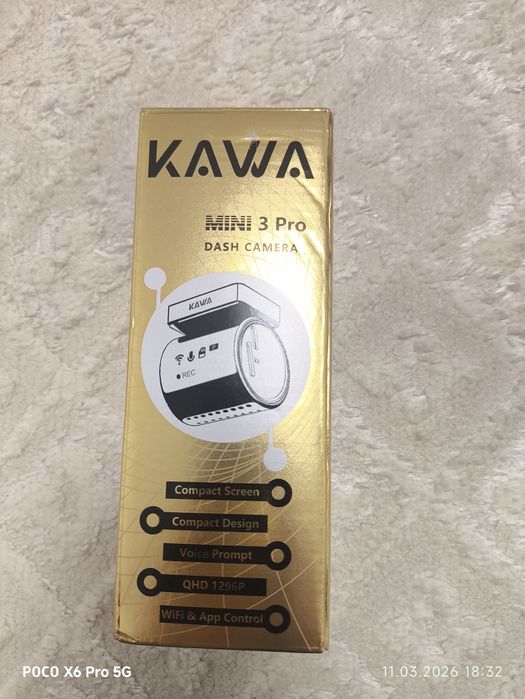 KAWA
MINI 3 Pro
DASH CAMERA
KAWA
REC
Compact Screen
Compact Design
Voice Prompt
QHD 1296P
WiFi & App Control
POCO X6 Pro 5G
11.03.2026 18:32